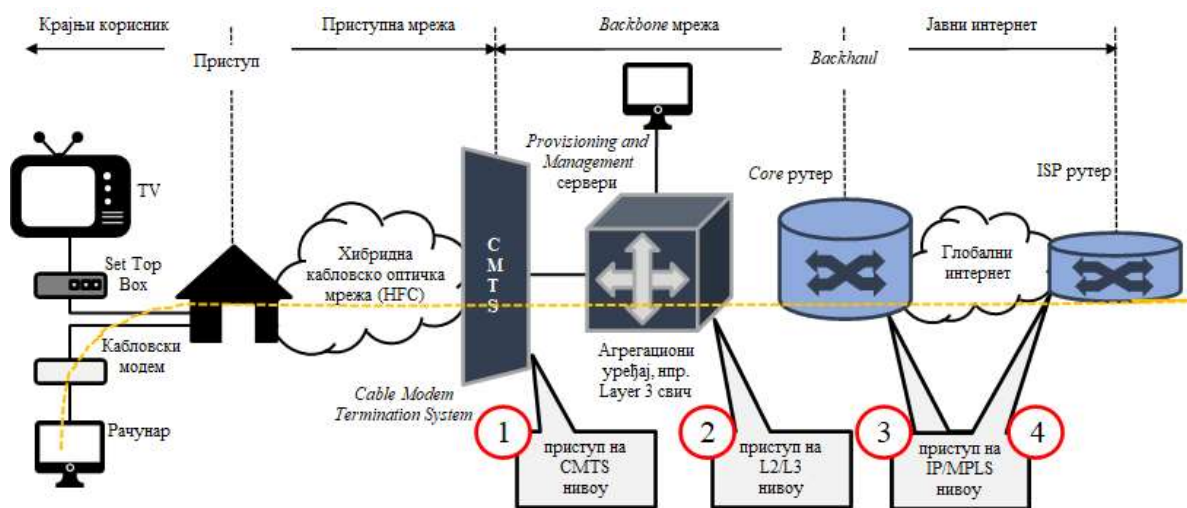 Крајњи корисник
Приступна мрежа
Backbone мрежа
Јавни интернет
Приступ
Backhaul
Provisioning and
Management
сервери
Core рутер
ISP рутер
TV
C
M
T
S
Хибридна
кабловско оптичка
мрежа (HFC)
Глобални
интернет
Set Top
Box
Кабловски
модем
Агрегациони
уређај, нпр.
Layer 3 свич
Cable Modem
Termination System
Рачунар
1
приступ на
CMTS
нивоу
2
приступ на
L2/L3
нивоу
3
приступ на
IP/MPLS
нивоу
4